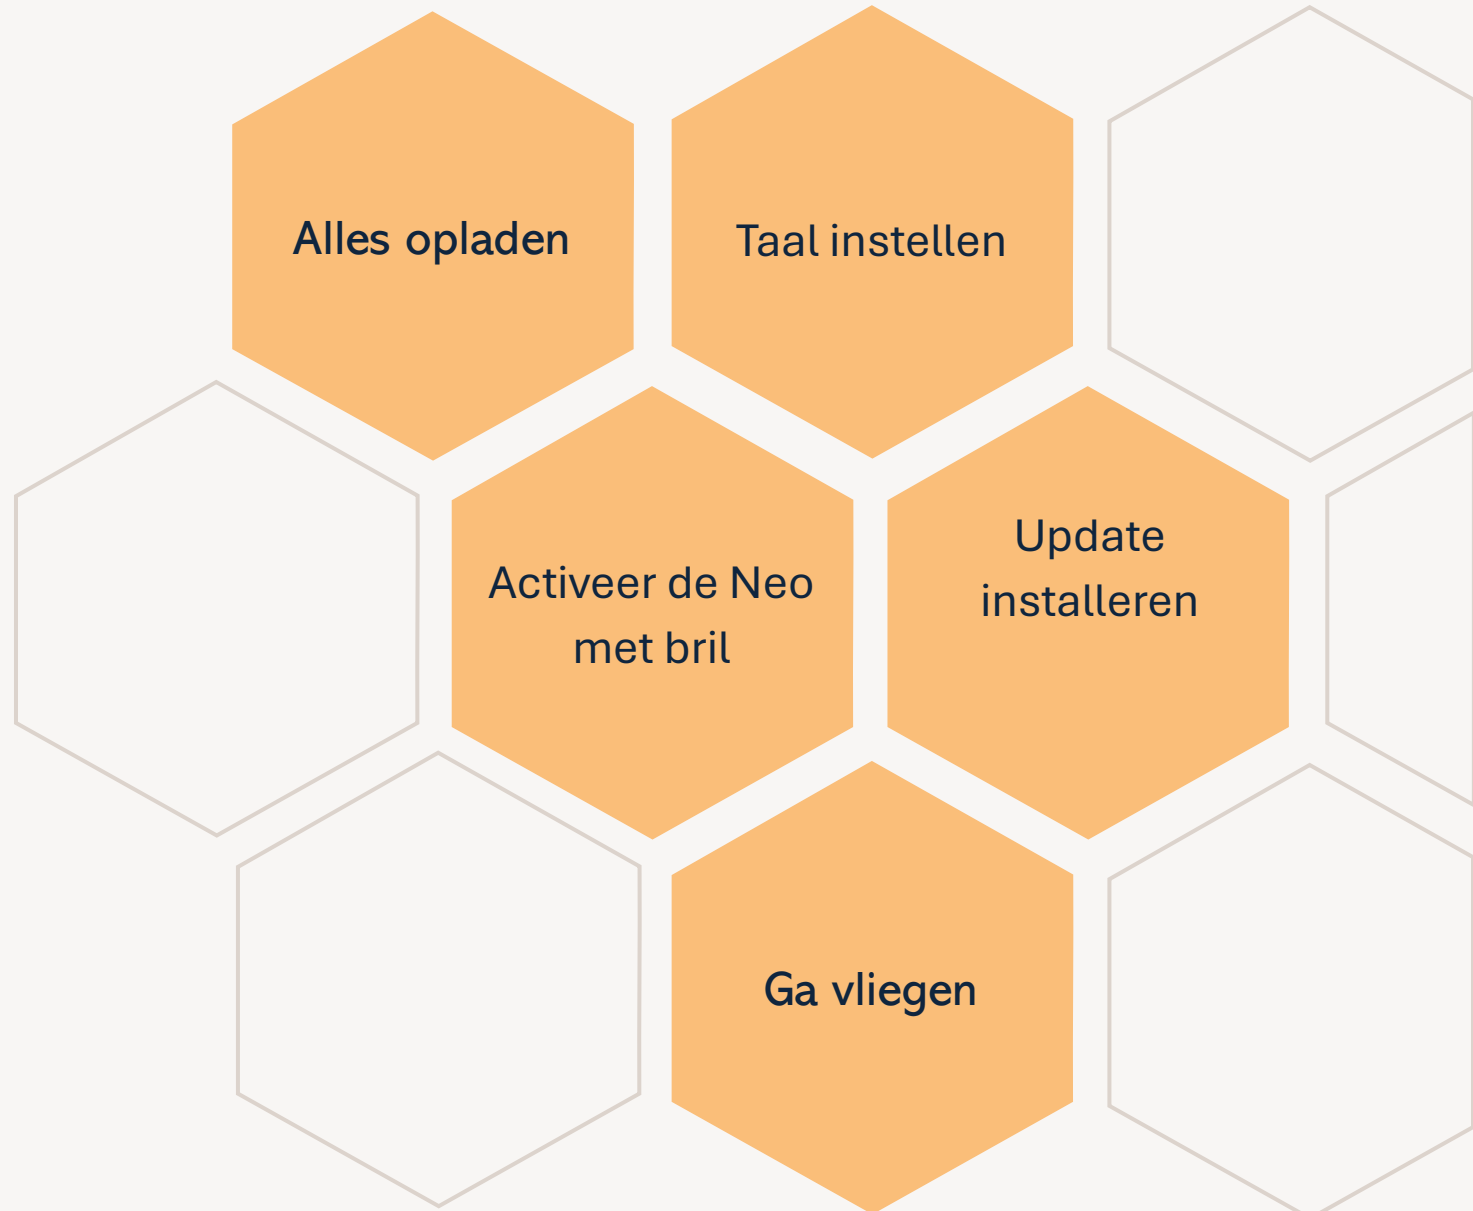 Alles opladen
Taal instellen
Activeer de Neo
met bril
Update
installeren
Ga vliegen